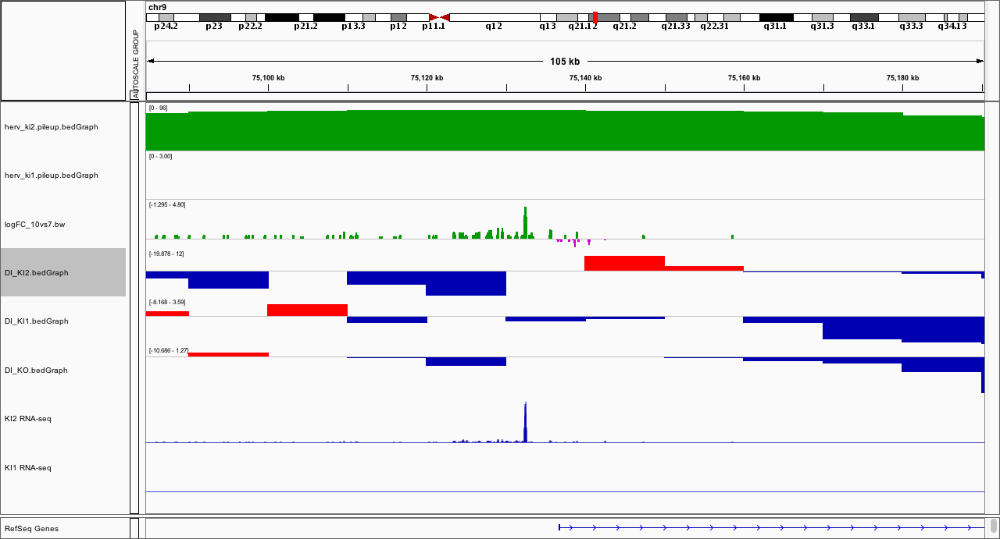 chr9
p24.2 p23 p22.2 p21.2 p13.3 p12 p11.1 q12 q13 q21.12 q21.2 q21.33 q22.31 q31.1 q31.3 q33.1 q33.3 q34.13
AUTOSCALE GROUP
105 kb
75,100 kb 75,120 kb 75,140 kb 75,160 kb 75,180 kb
[0 - 96]
herv_ki2.pileup.bedGraph
[0 - 3.00]
herv_ki1.pileup.bedGraph
[-1.295 - 4.80]
logFC_10vs7.bw
[-19.878 - 12]
DI_KI2.bedGraph
[-8.168 - 3.59]
DI_KI1.bedGraph
[-10.686 - 1.27]
DI_KO.bedGraph
KI2 RNA-seq
KI1 RNA-seq
RefSeq Genes